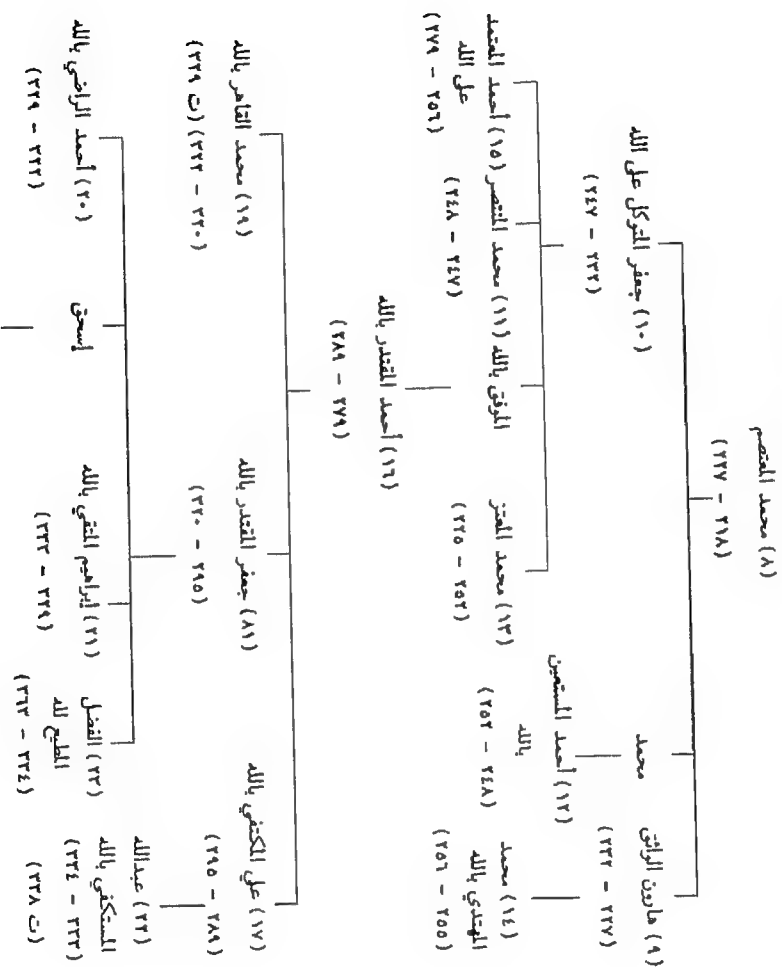 (٨) محمد المعتصم
(٢١٨ - ٢٢٧)
(٩) هارون الواثق
(٢٢٧ - ٢٣٢)
محمد
(١٠) جعفر المتوكل على الله
(٢٣٢ - ٢٤٧)
(١٤) محمد
المهتدي بالله
(٢٥٥ - ٢٥٦)
(١٢) أحمد المستعين
بالله
(٢٤٨ - ٢٥٢)
(١٣) محمد المعتز
(٢٥٢ - ٢٢٥)
الموفق بالله
(١١) محمد المنتصر
(٢٤٧ - ٢٤٨)
(١٥) أحمد المعتمد
على الله
(٢٥٦ - ٢٧٩)
(١٦) أحمد المقتدر بالله
(٢٧٩ - ٢٨٩)
(١٧) علي المكتفي بالله
(٢٨٩ - ٢٩٥)
(٨١) جعفر المقتدر بالله
(٢٩٥ - ٣٢٠)
(١٩) محمد القاهر بالله
(٣٢٠ - ٣٢٢) (ت ٣٣٩)
(٢٢) عبدالله
المستكفي بالله
(٣٣٣ - ٣٣٤)
(ت ٣٣٨)
(٢٣) الفضل
المطيع لله
(٣٣٤ - ٣٦٣)
(٢١) إبراهيم المتقي بالله
(٣٢٩ - ٣٣٣)
إسحق
(٢٠) أحمد الراضي بالله
(٣٢٢ - ٣٢٩)